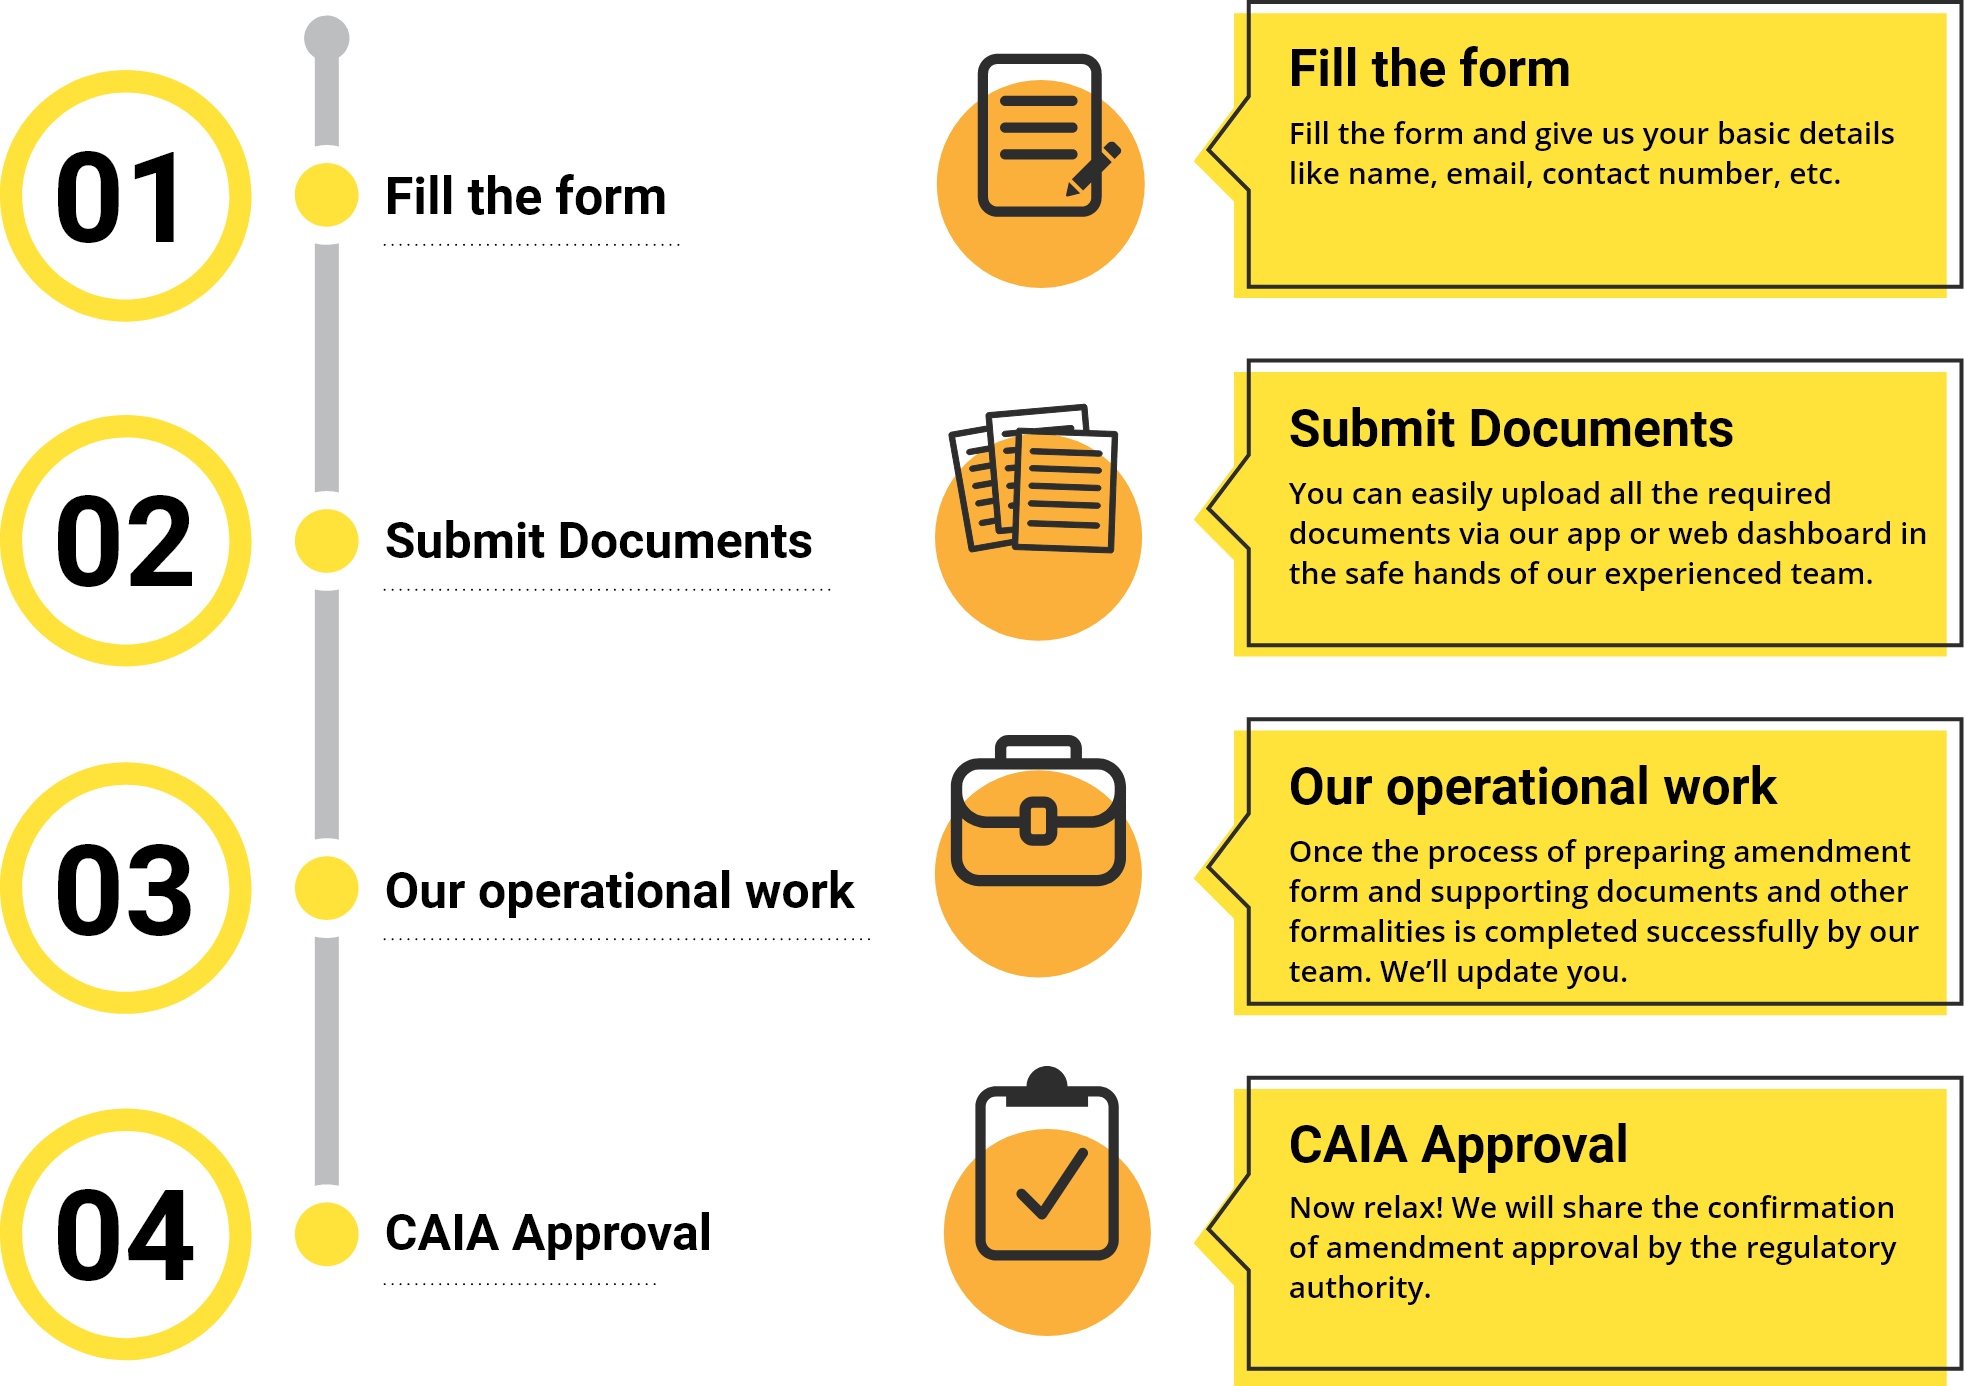 01
Fill the form
Fill the form
Fill the form and give us your basic details
like name, email, contact number, etc.
02
Submit Documents
Submit Documents
You can easily upload all the required
documents via our app or web dashboard in
the safe hands of our experienced team.
03
Our operational work
Our operational work
Once the process of preparing amendment
form and supporting documents and other
formalities is completed successfully by our
team. We’ll update you.
04
CAIA Approval
CAIA Approval
Now relax! We will share the confirmation
of amendment approval by the regulatory
authority.